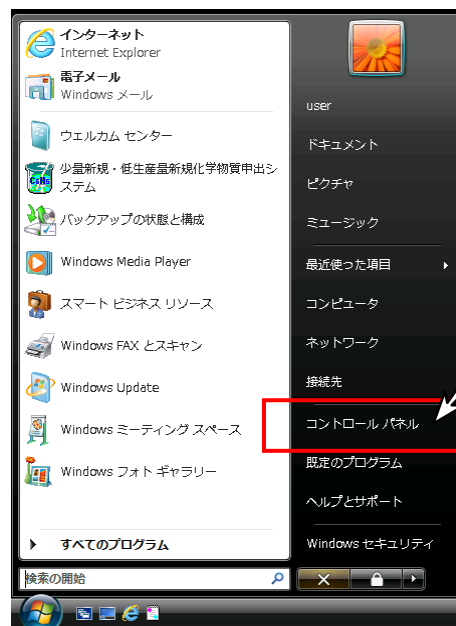 インターネット
Internet Explorer
電子メール
Windows メール
ウェルカム センター
少量新規・低生産量新規化学物質申出シ
ステム
バックアップの状態と構成
Windows Media Player
スマート ビジネス リソース
Windows FAX とスキャン
Windows Update
Windows ミーティング スペース
Windows フォト ギャラリー
すべてのプログラム
検索の開始
user
ドキュメント
ピクチャ
ミュージック
最近使った項目
コンピュータ
ネットワーク
接続先
コントロール パネル
既定のプログラム
ヘルプとサポート
Windows セキュリティ